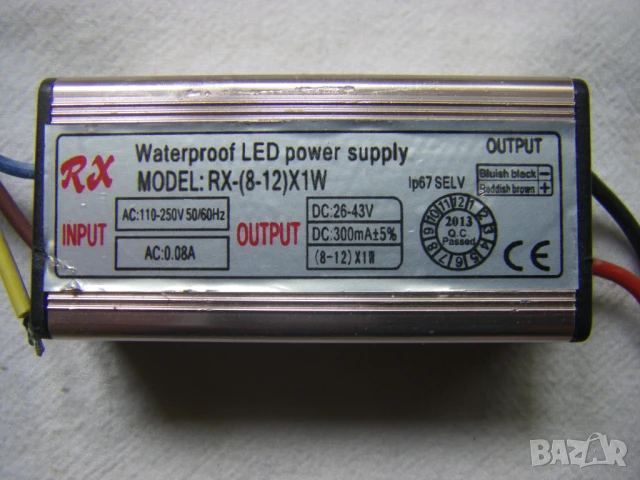 RX
Waterproof LED power supply
MODEL: RX-(8-12)X1W
INPUT
AC:110-250V 50/60Hz
AC:0.08A
OUTPUT
DC:26-43V
DC:300mA±5%
(8-12)X1W
Ip67 SELV
OUTPUT
Bluish black -
Reddish brown +
2013
Q.C
Passed
CE
BAZAR